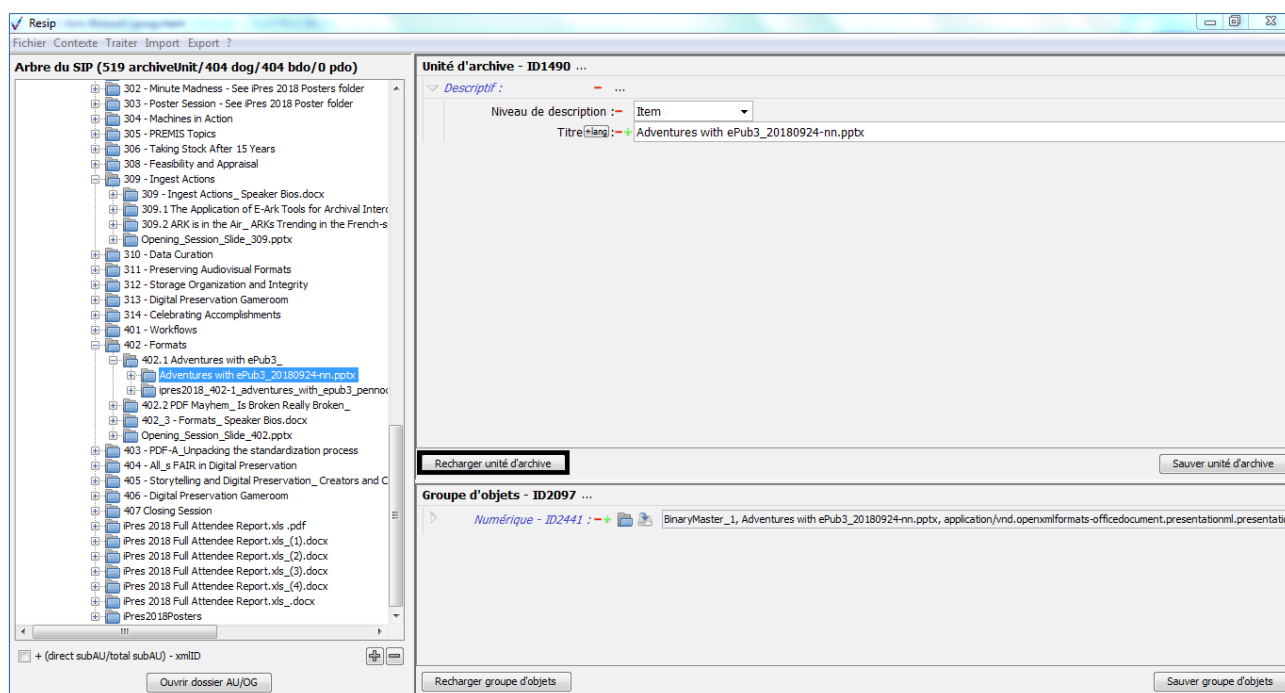 Resip
Fichier Contexte Traiter Import Export ?
Arbre du SIP (519 archiveUnit/404 dog/404 bdo/0 pdo)
302 - Minute Madness - See iPres 2018 Posters folder
303 - Poster Session - See iPres 2018 Poster folder
304 - Machines in Action
305 - PREMIS Topics
306 - Taking Stock After 15 Years
308 - Feasibility and Appraisal
309 - Ingest Actions
309 - Ingest Actions_ Speaker Bios.docx
309.1 The Application of E-Ark Tools for Archival Interc
309.2 ARK is in the Air_ ARKs Trending in the French-s
Opening_Session_Slide_309.pptx
310 - Data Curation
311 - Preserving Audiovisual Formats
312 - Storage Organization and Integrity
313 - Digital Preservation Gameroom
314 - Celebrating Accomplishments
401 - Workflows
402 - Formats
402.1 Adventures with ePub3_
Adventures with ePub3_20180924-nn.pptx
ipres2018_402-1_adventures_with_epub3_pennoc
402.2 PDF Mayhem_ Is Broken Really Broken_
402_3 - Formats_ Speaker Bios.docx
Opening_Session_Slide_402.pptx
403 - PDF-A_Unpacking the standardization process
404 - All_s FAIR in Digital Preservation
405 - Storytelling and Digital Preservation_ Creators and C
406 - Digital Preservation Gameroom
407 Closing Session
iPres 2018 Full Attendee Report.xls .pdf
iPres 2018 Full Attendee Report.xls_(1).docx
iPres 2018 Full Attendee Report.xls_(2).docx
iPres 2018 Full Attendee Report.xls_(3).docx
iPres 2018 Full Attendee Report.xls_(4).docx
iPres 2018 Full Attendee Report.xls_.docx
iPres2018Posters
+ (direct subAU/total subAU) - xmlID
Ouvrir dossier AU/OG
Unité d'archive - ID1490 ...
Descriptif : − ...
Niveau de description :− Item
Titre +lang :−+ Adventures with ePub3_20180924-nn.pptx
Recharger unité d'archive Sauver unité d'archive
Groupe d'objets - ID2097 ...
Numérique - ID2441 : −+ BinaryMaster_1, Adventures with ePub3_20180924-nn.pptx, application/vnd.openxmlformats-officedocument.presentationml.presentati
Recharger groupe d'objets Sauver groupe d'objets